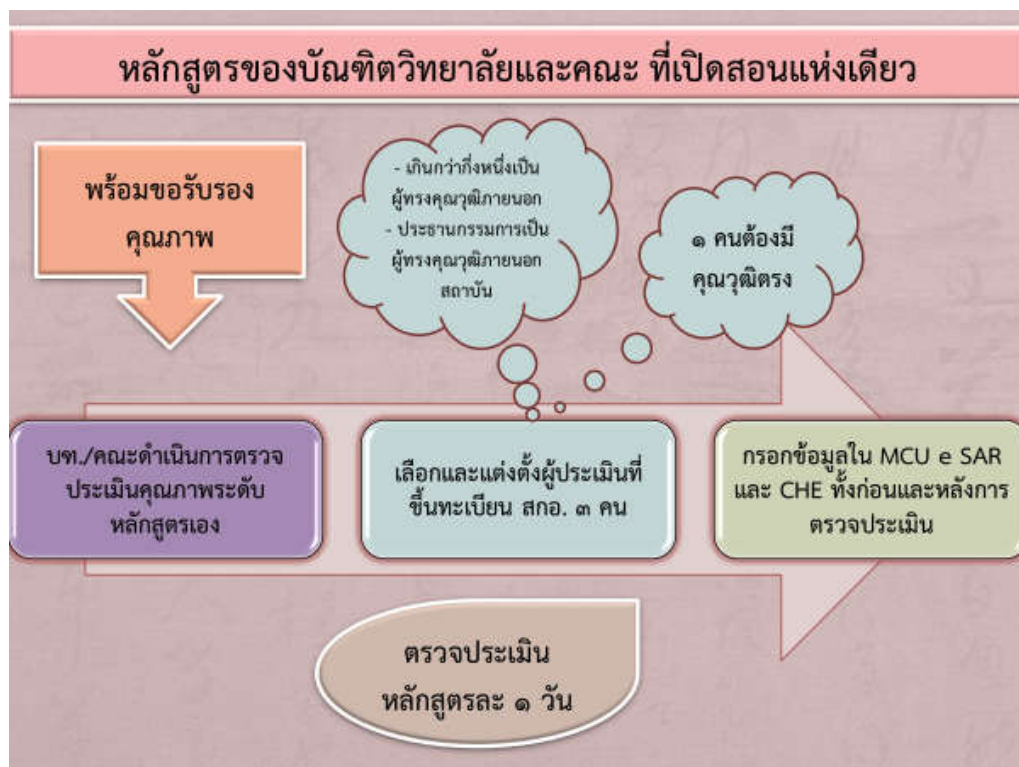 หลักสูตรของบัณฑิตวิทยาลัยและคณะ ที่เปิดสอนแห่งเดียว
พร้อมขอรับรอง
คุณภาพ
- เกินกว่ากึ่งหนึ่งเป็น
ผู้ทรงคุณวุฒิภายนอก
- ประธานกรรมการเป็น
ผู้ทรงคุณวุฒิภายนอก
สถาบัน
๑ คนต้องมี
คุณวุฒิตรง
บท./คณะดำเนินการตรวจ
ประเมินคุณภาพระดับ
หลักสูตรเอง
เลือกและแต่งตั้งผู้ประเมินที่
ขึ้นทะเบียน สกอ. ๓ คน
กรอกข้อมูลใน MCU e SAR
และ CHE ทั้งก่อนและหลังการ
ตรวจประเมิน
ตรวจประเมิน
หลักสูตรละ ๑ วัน